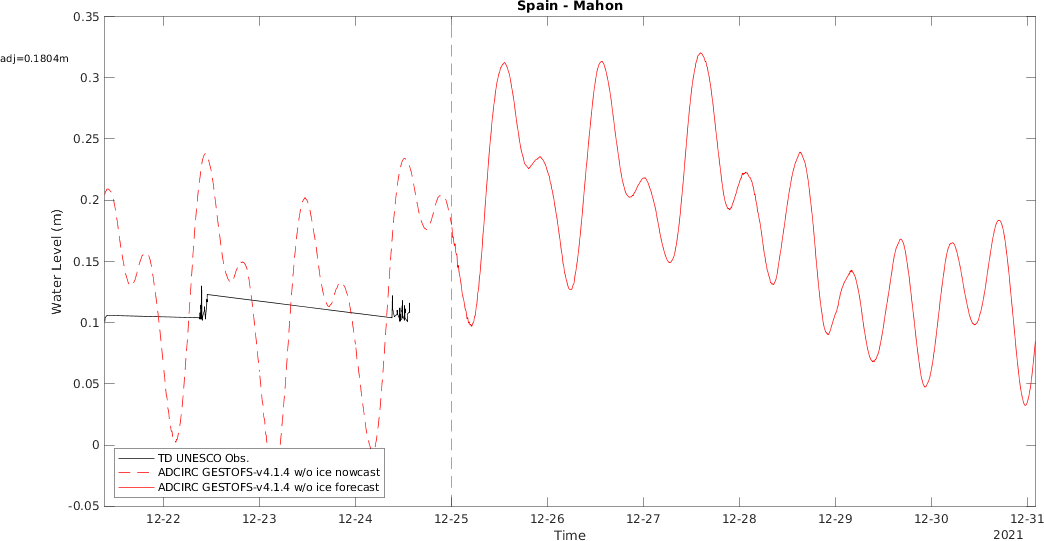 Spain - Mahon
adj=0.1804m
Water Level (m)
0.35
0.3
0.25
0.2
0.15
0.1
0.05
0
-0.05
TD UNESCO Obs.
ADCIRC GESTOFS-v4.1.4 w/o ice nowcast
ADCIRC GESTOFS-v4.1.4 w/o ice forecast
12-22 12-23 12-24 12-25 12-26 12-27 12-28 12-29 12-30 12-31
Time
2021